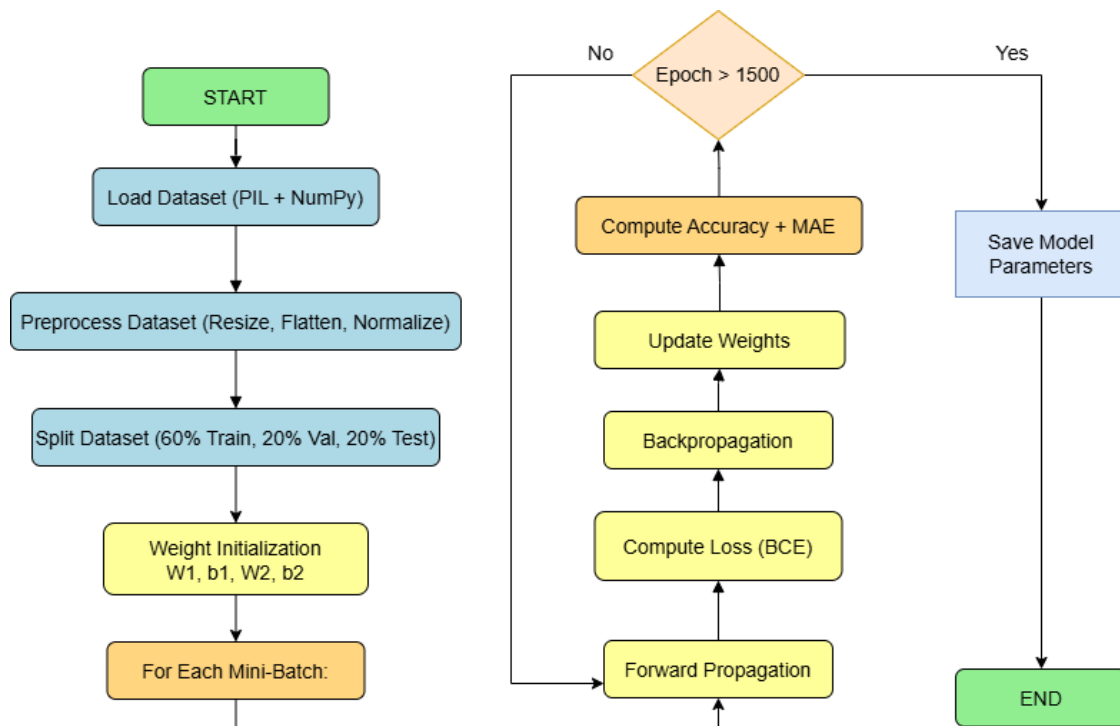 START
Load Dataset (PIL + NumPy)
Preprocess Dataset (Resize, Flatten, Normalize)
Split Dataset (60% Train, 20% Val, 20% Test)
Weight Initialization
W1, b1, W2, b2
For Each Mini-Batch:
Forward Propagation
Compute Loss (BCE)
Backpropagation
Update Weights
Compute Accuracy + MAE
Epoch > 1500
No
Yes
Save Model
Parameters
END